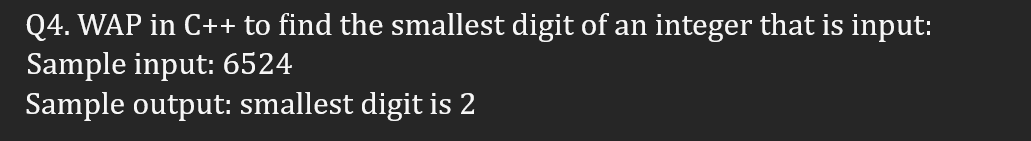 Q4. WAP in C++ to find the smallest digit of an integer that is input:
Sample input: 6524
Sample output: smallest digit is 2